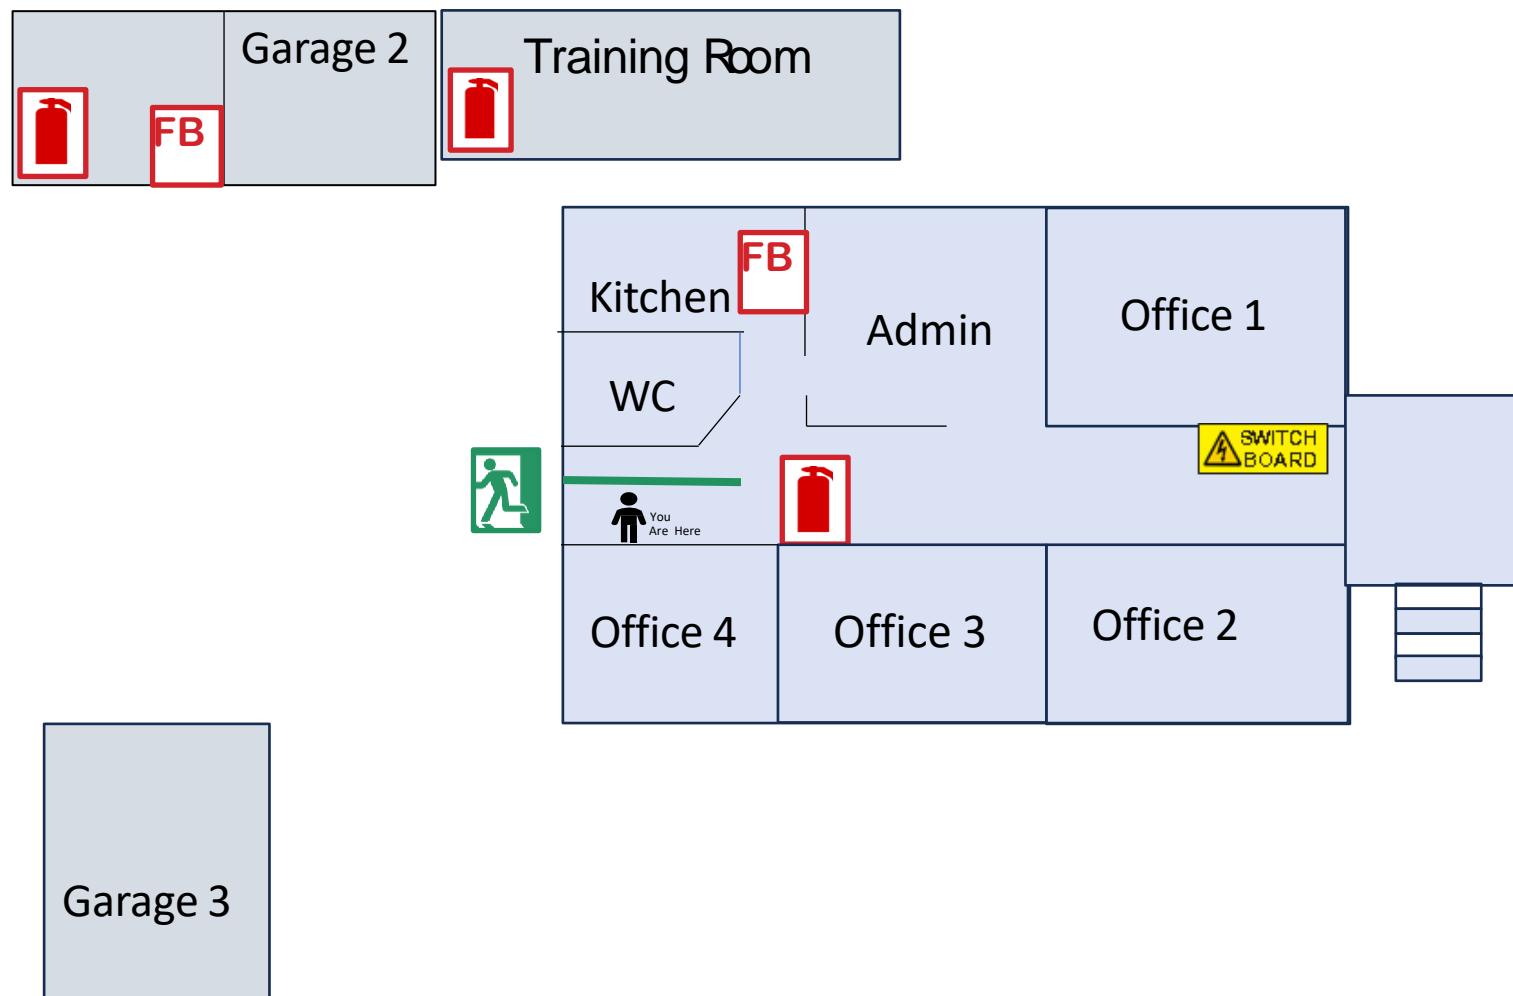 Garage 2
Training Room
FB
FB
Kitchen
Admin
Office 1
WC
SWITCH
BOARD
You
Are Here
Office 4
Office 3
Office 2
Garage 3